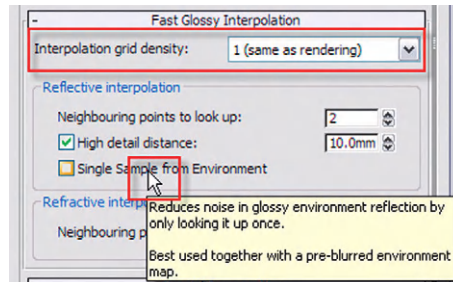 - Fast Glossy Interpolation
Interpolation grid density: 1 (same as rendering)
Reflective interpolation
Neighbouring points to look up: 2
High detail distance: 10.0mm
Single Sample from Environment
Refractive interp
Neighbouring p
Reduces noise in glossy environment reflection by
only looking it up once.
Best used together with a pre-blurred environment
map.